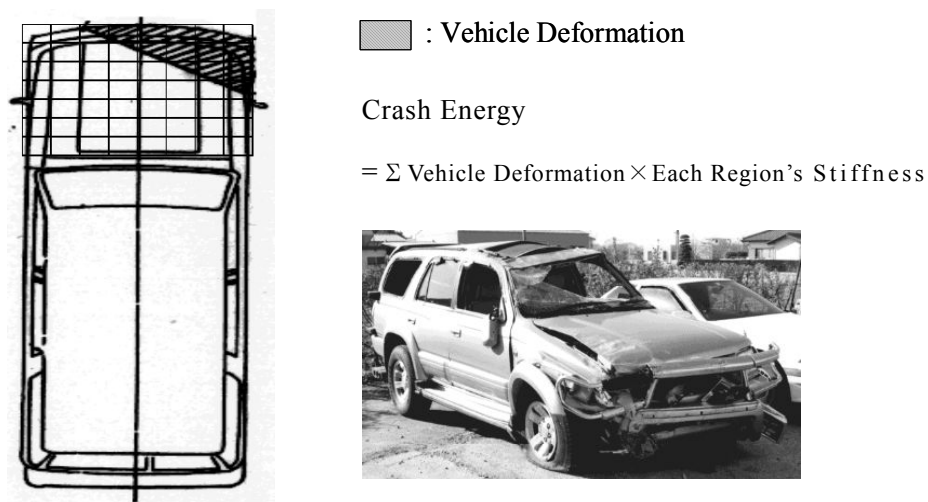 : Vehicle Deformation
Crash Energy
= Σ Vehicle Deformation×Each Region's Stiffness